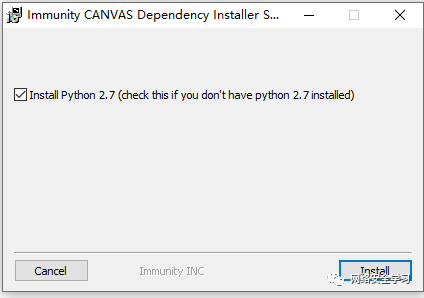 Immunity CANVAS Dependency Installer S...
Install Python 2.7 (check this if you don't have python 2.7 installed)
Cancel
Immunity INC
Install
网络安全学习